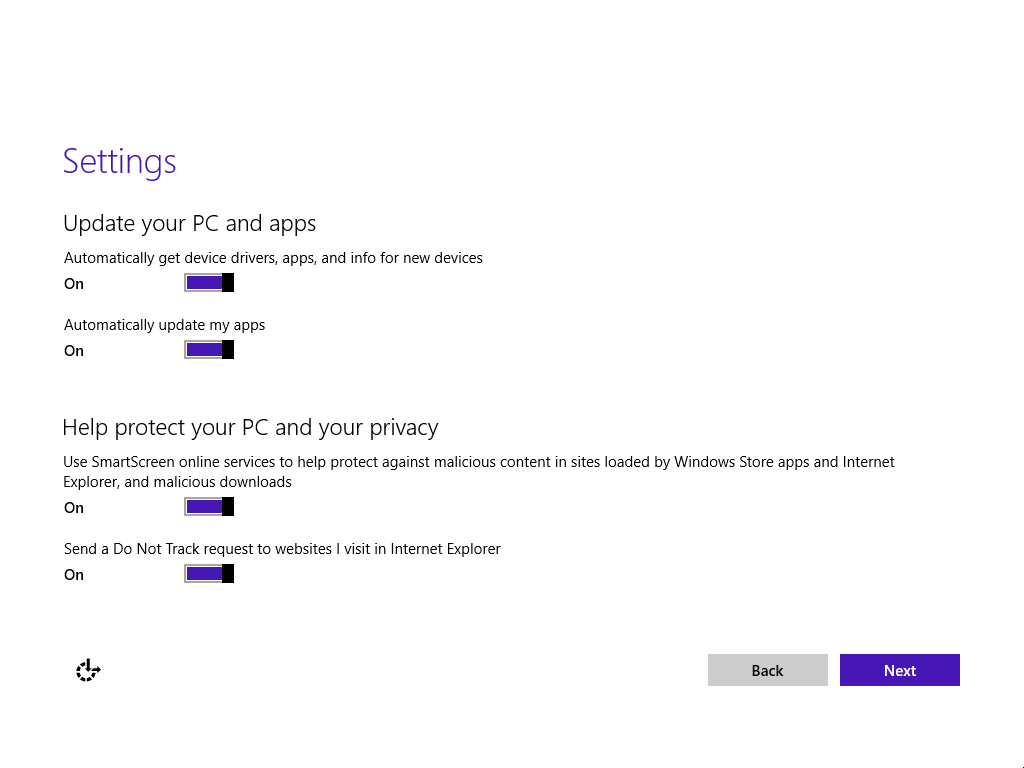 Settings
Update your PC and apps
Automatically get device drivers, apps, and info for new devices
On
Automatically update my apps
On
Help protect your PC and your privacy
Use SmartScreen online services to help protect against malicious content in sites loaded by Windows Store apps and Internet
Explorer, and malicious downloads
On
Send a Do Not Track request to websites I visit in Internet Explorer
On
Back
Next